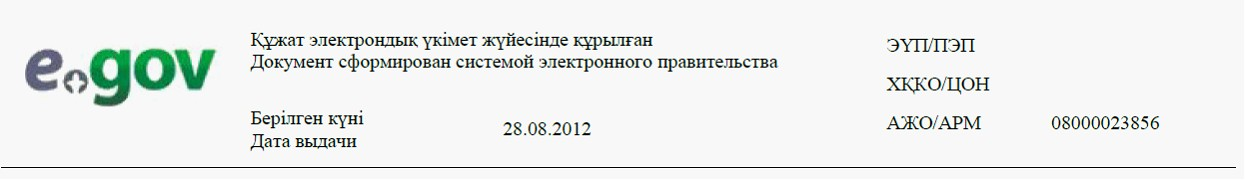 e.gov
Құжат электрондық үкімет жүйесінде құрылған
Документ сформирован системой электронного правительства
Берілген күні
Дата выдачи
28.08.2012
ЭҮП/ПЭП
ХҚКО/ЦОН
АЖО/АРМ 08000023856